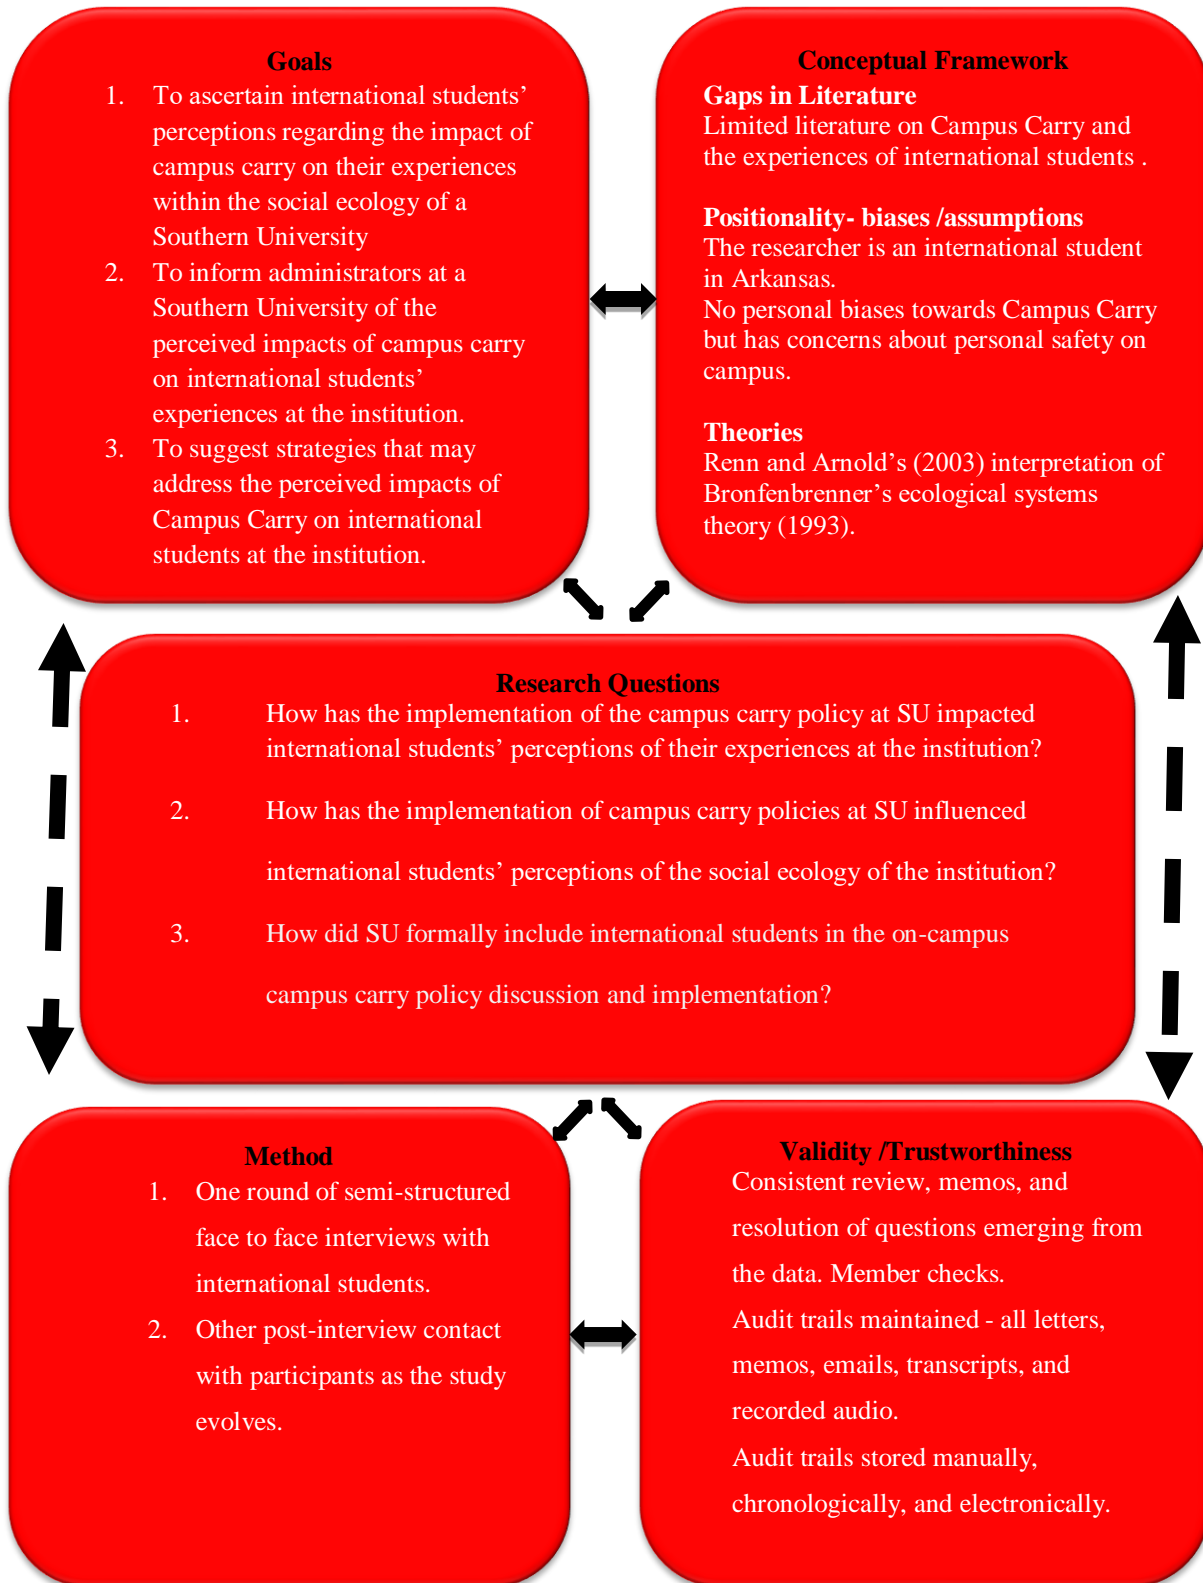 Goals
1. To ascertain international students’
perceptions regarding the impact of
campus carry on their experiences
within the social ecology of a
Southern University
2. To inform administrators at a
Southern University of the
perceived impacts of campus carry
on international students’
experiences at the institution.
3. To suggest strategies that may
address the perceived impacts of
Campus Carry on international
students at the institution.
Conceptual Framework
Gaps in Literature
Limited literature on Campus Carry and
the experiences of international students .
Positionality- biases /assumptions
The researcher is an international student
in Arkansas.
No personal biases towards Campus Carry
but has concerns about personal safety on
campus.
Theories
Renn and Arnold’s (2003) interpretation of
Bronfenbrenner’s ecological systems
theory (1993).
Research Questions
1. How has the implementation of the campus carry policy at SU impacted
international students’ perceptions of their experiences at the institution?
2. How has the implementation of campus carry policies at SU influenced
international students’ perceptions of the social ecology of the institution?
3. How did SU formally include international students in the on-campus
campus carry policy discussion and implementation?
Method
1. One round of semi-structured
face to face interviews with
international students.
2. Other post-interview contact
with participants as the study
evolves.
Validity /Trustworthiness
Consistent review, memos, and
resolution of questions emerging from
the data. Member checks.
Audit trails maintained - all letters,
memos, emails, transcripts, and
recorded audio.
Audit trails stored manually,
chronologically, and electronically.